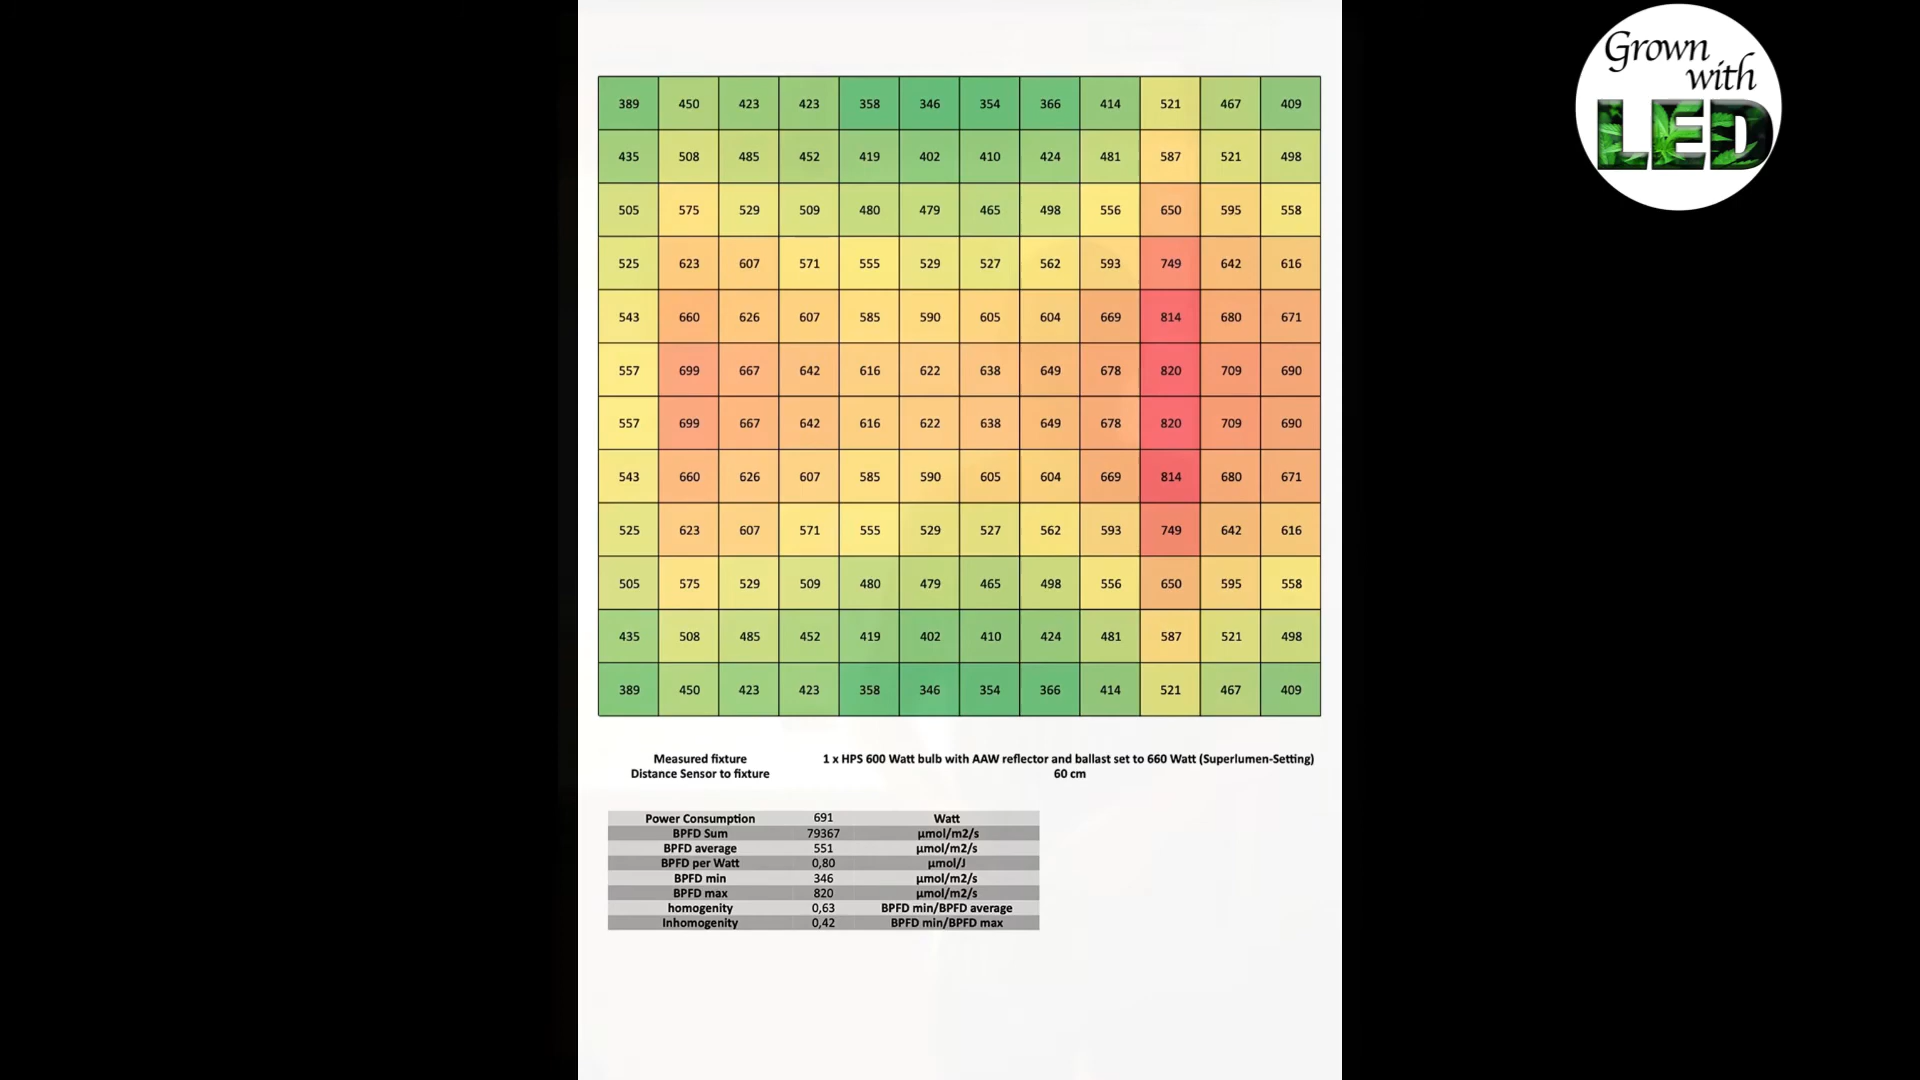 Grown
with
LED
389 450 423 423 358 346 354 366 414 521 467 409
435 508 485 452 419 402 410 424 481 587 521 498
505 575 529 509 480 479 465 498 556 650 595 558
525 623 607 571 555 529 527 562 593 749 642 616
543 660 626 607 585 590 605 604 669 814 680 671
557 699 667 642 616 622 638 649 678 820 709 690
557 699 667 642 616 622 638 649 678 820 709 690
543 660 626 607 585 590 605 604 669 814 680 671
525 623 607 571 555 529 527 562 593 749 642 616
505 575 529 509 480 479 465 498 556 650 595 558
435 508 485 452 419 402 410 424 481 587 521 498
389 450 423 423 358 346 354 366 414 521 467 409
Measured fixture 1 x HPS 600 Watt bulb with AAW reflector and ballast set to 660 Watt (Superlumen-Setting)
Distance Sensor to fixture 60 cm
Power Consumption 691 Watt
BPFD Sum 79367 µmol/m2/s
BPFD average 551 µmol/m2/s
BPFD per Watt 0,80 µmol/J
BPFD min 346 µmol/m2/s
BPFD max 820 µmol/m2/s
homogenity 0,63 BPFD min/BPFD average
Inhomogenity 0,42 BPFD min/BPFD max